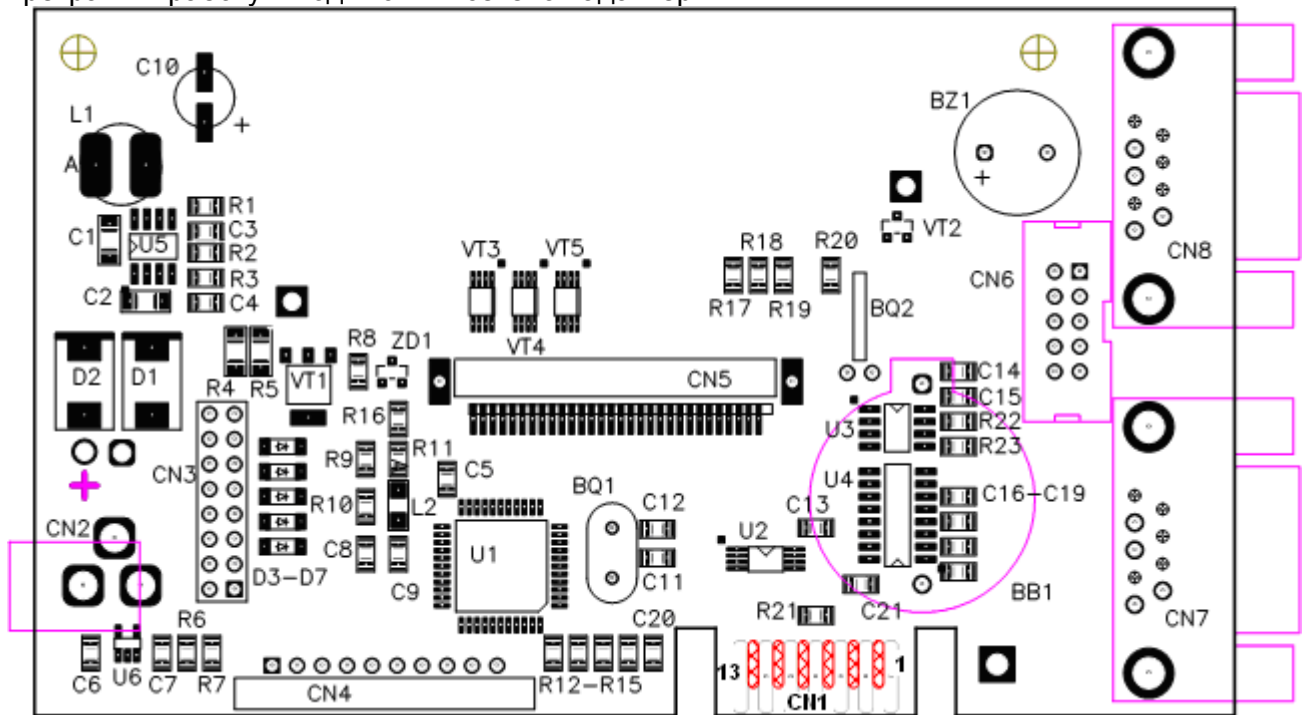 C10
BZ1
L1
A
+
+
R1
C3
C1
U5
R2
VT2
R3
C2
C4
VT3
VT5
R18
R20
CN8
CN6
R17
R19
BQ2
VT4
R8
ZD1
D2
D1
R4
R5
VT1
CN5
C14
C15
R16
R22
U3
R23
R11
R9
CN3
C5
U4
+
BQ1
C12
C13
C16-C19
R10
L2
CN2
U2
U1
C8
C11
D3-D7
C9
BB1
R21
C21
CN7
R6
C20
C6
U6
C7
R7
13
1
CN4
R12-R15
CN1